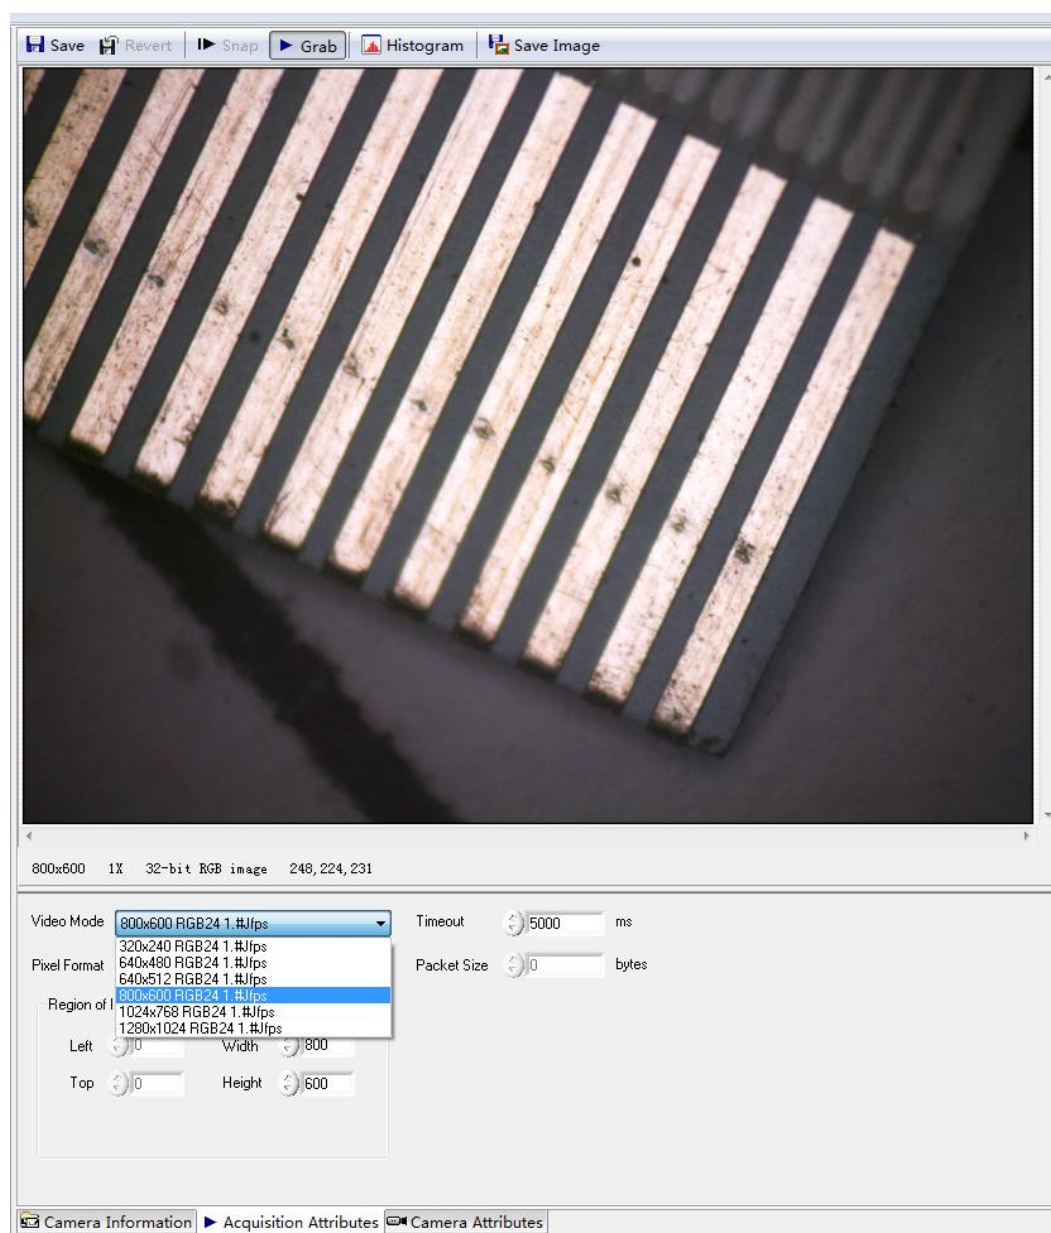 Save Revert Snap Grab Histogram Save Image
800x600 1X 32-bit RGB image 248,224,231
Video Mode 800x600 RGB24 1.#Jfps Timeout 5000 ms
320x240 RGB24 1.#Jfps
640x480 RGB24 1.#Jfps
Pixel Format Packet Size 0 bytes
640x512 RGB24 1.#Jfps
800x600 RGB24 1.#Jfps
Region of I
1024x768 RGB24 1.#Jfps
1280x1024 RGB24 1.#Jfps
Left 0 Width 800
Top 0 Height 600
Camera Information Acquisition Attributes Camera Attributes